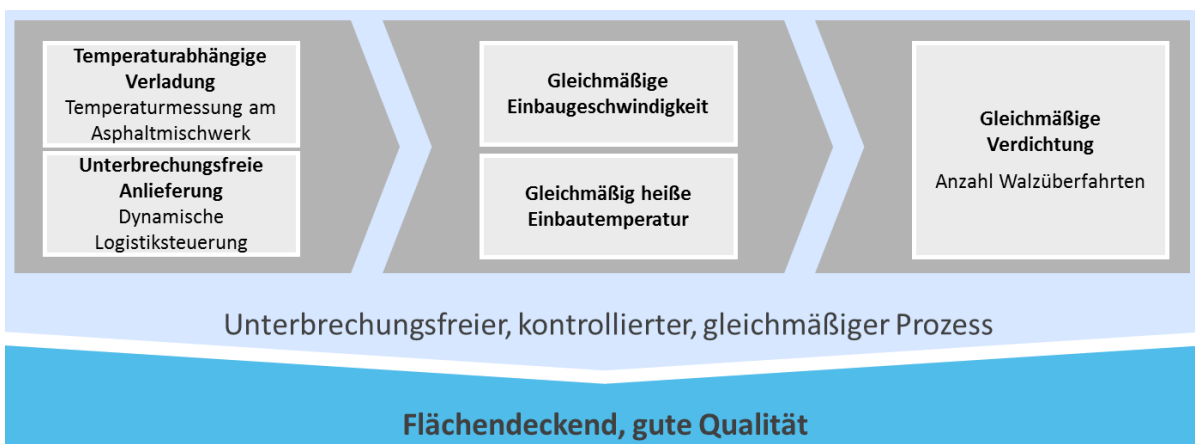 Temperaturabhängige
Verladung
Temperaturmessung am
Asphaltmischwerk
Unterbrechungsfreie
Anlieferung
Dynamische
Logistiksteuerung
Gleichmäßige
Einbaugeschwindigkeit
Gleichmäßig heiße
Einbautemperatur
Gleichmäßige
Verdichtung
Anzahl Walzüberfahrten
Unterbrechungsfreier, kontrollierter, gleichmäßiger Prozess
Flächendeckend, gute Qualität